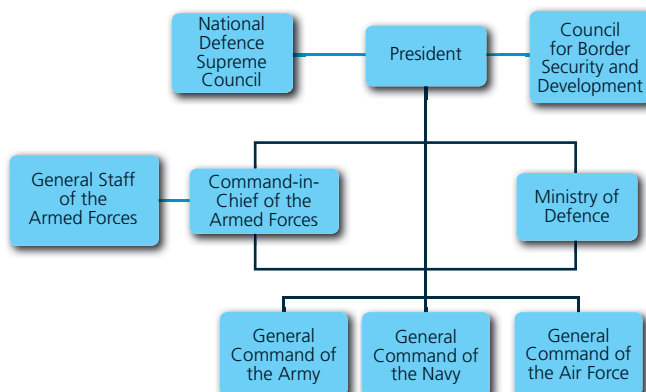 National
Defence
Supreme
Council
President
Council
for Border
Security and
Development
General Staff
of the
Armed Forces
Command-in-
Chief of the
Armed Forces
Ministry of
Defence
General
Command of
the Army
General
Command of
the Navy
General
Command of
the Air Force